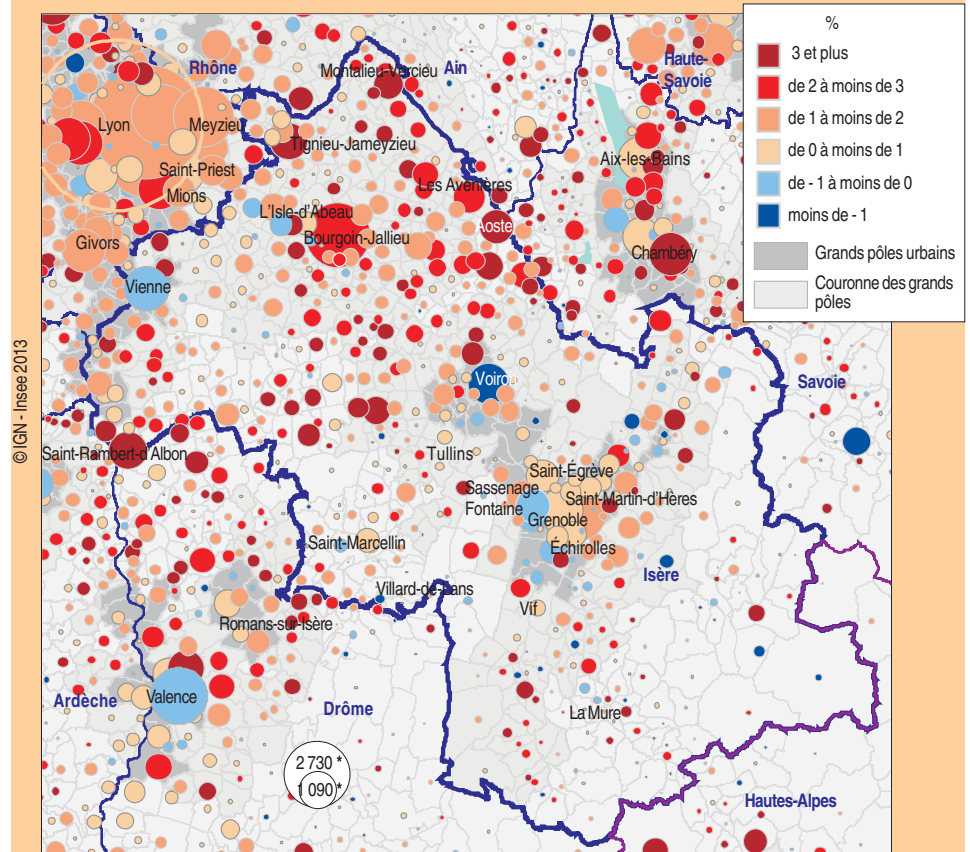 %
3 et plus
de 2 à moins de 3
de 1 à moins de 2
de 0 à moins de 1
de - 1 à moins de 0
moins de - 1
Grands pôles urbains
Couronne des grands
pôles
Rhône
Montalieu-Vercieu
Ain
Haute-
Savoie
Lyon
Meyzieu
Tignieu-Jameyzieu
Aix-les-Bains
Saint-Priest
Mions
Les Avenières
L'Isle-d'Abeau
Aoste
Givors
Bourgoin-Jallieu
Chambéry
Vienne
© IGN - Insee 2013
Voiron
Savoie
Saint-Rambert-d'Albon
Tullins
Saint-Égrève
Sassenage
Saint-Martin-d'Hères
Fontaine
Grenoble
Saint-Marcellin
Échirolles
Isère
Villard-de-Lans
Vif
Romans-sur-Isère
Ardèche
Valence
Drôme
La Mure
2 730 *
1 090 *
Hautes-Alpes